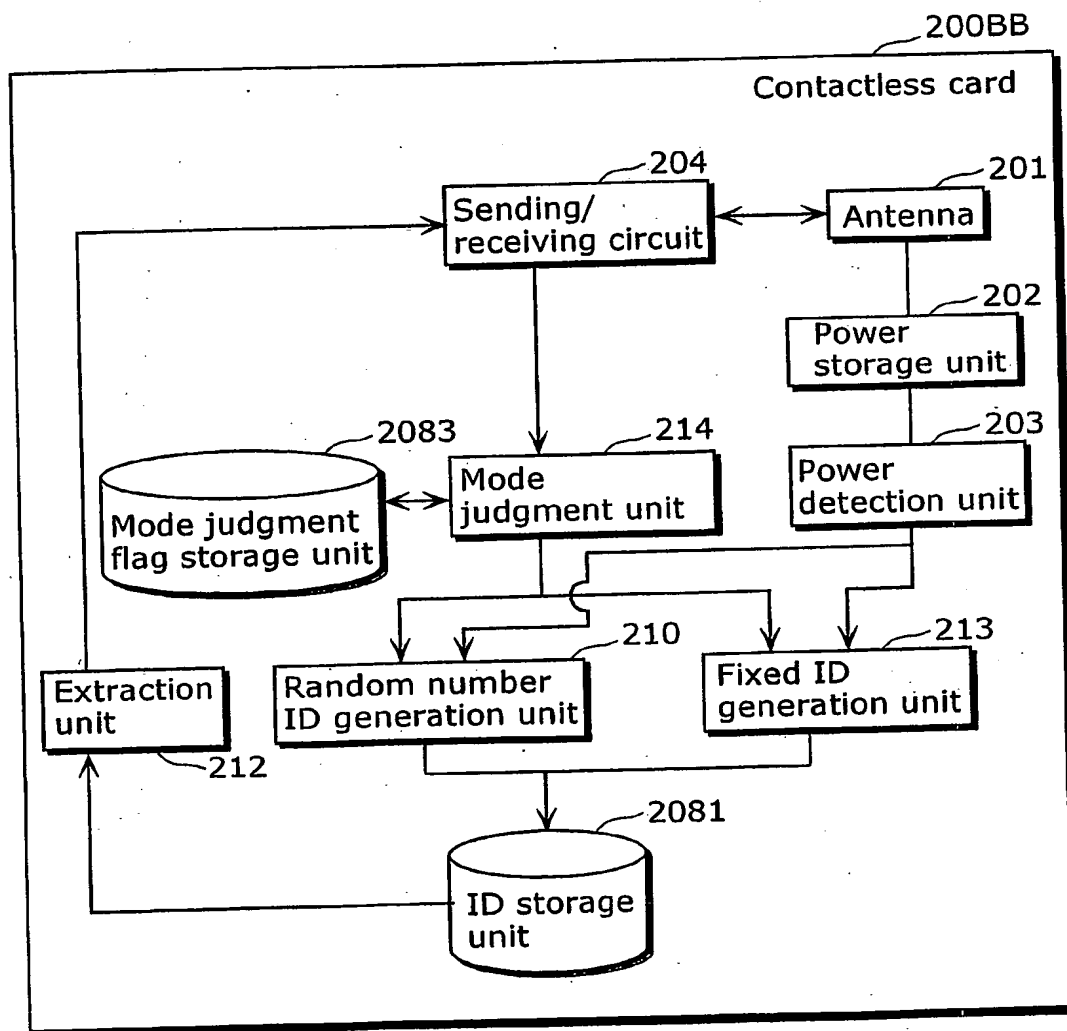 200BB
Contactless card
204
201
Sending/
receiving circuit
Antenna
202
Power
storage unit
2083
214
203
Mode judgment
flag storage unit
Mode
judgment unit
Power
detection unit
210
213
Extraction
unit
Random number
ID generation unit
Fixed ID
generation unit
212
2081
ID storage
unit